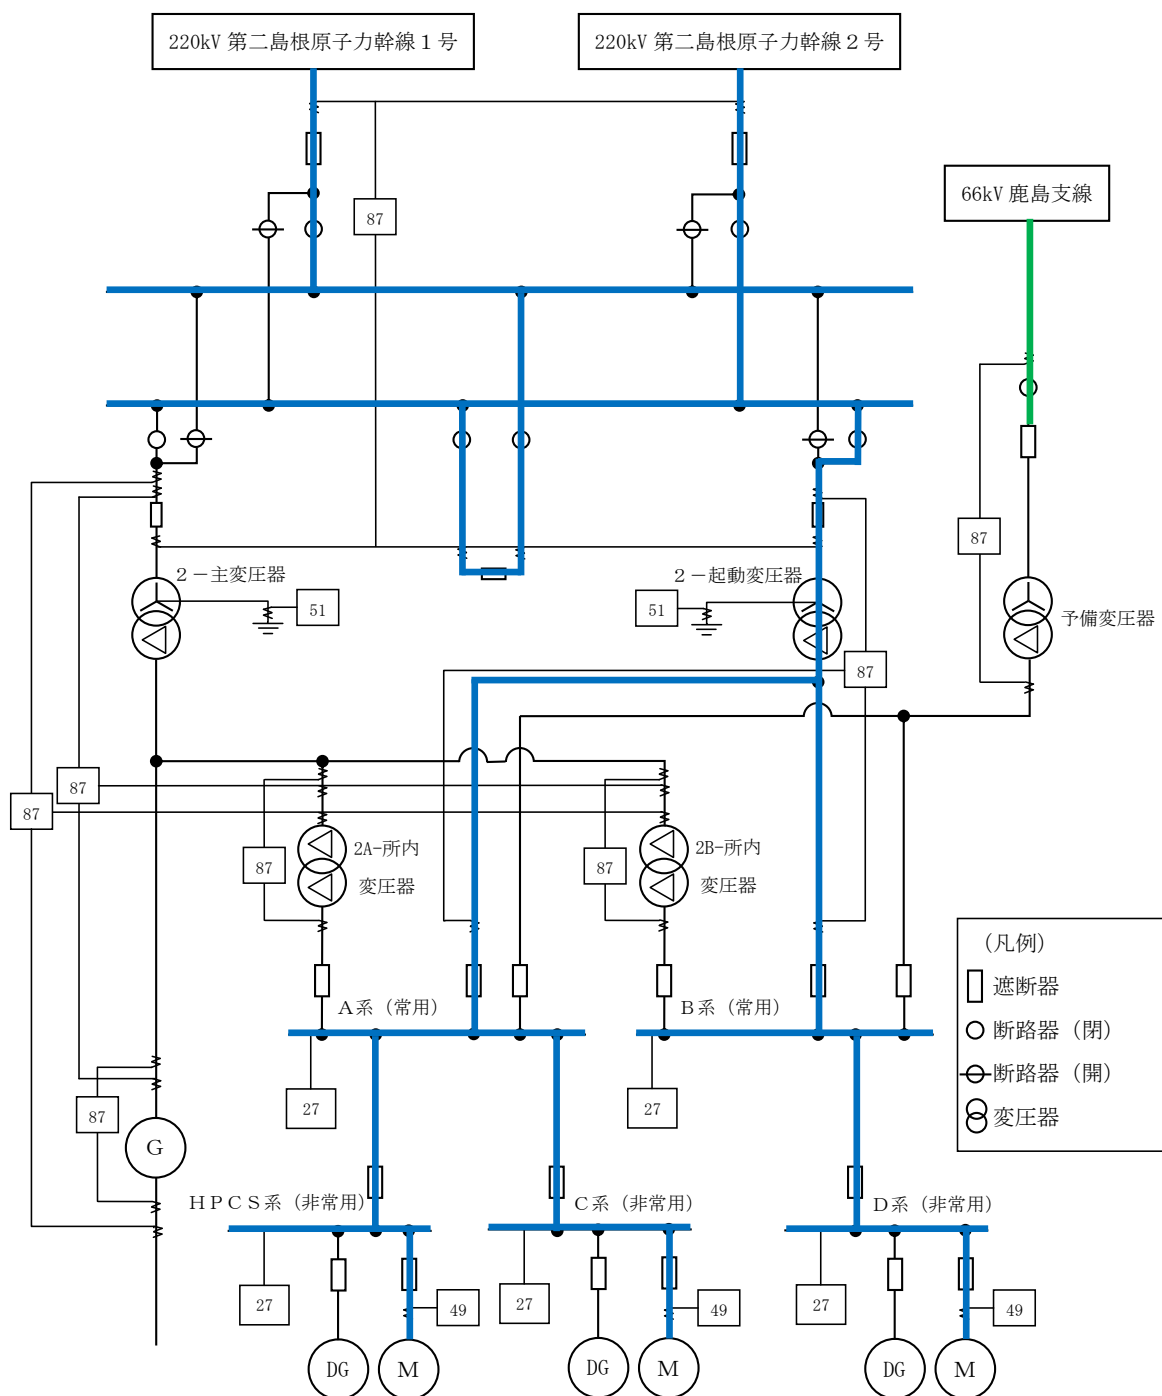 220kV 第二島根原子力幹線１号
220kV 第二島根原子力幹線２号
66kV 鹿島支線
87
87
２－主変圧器
51
２－起動変圧器
51
予備変圧器
87
87
87
2A-所内
変圧器
87
2B-所内
変圧器
87
(凡例)
遮断器
断路器（閉）
断路器（開）
変圧器
Ａ系（常用）
Ｂ系（常用）
27
27
87
G
ＨＰＣＳ系（非常用）
Ｃ系（非常用）
Ｄ系（非常用）
27
49
27
49
27
49
DG
M
DG
M
DG
M